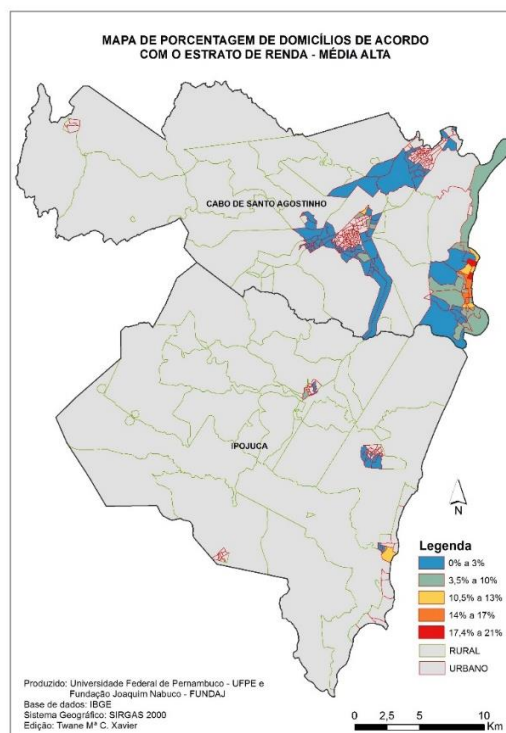 MAPA DE PORCENTAGEM DE DOMICÍLIOS DE ACORDO
COM O ESTRATO DE RENDA - MÉDIA ALTA
CABO DE SANTO AGOSTINHO
IPOJUCA
N
Legenda
0% a 3%
3,5% a 10%
10,5% a 13%
14% a 17%
17,4% a 21%
RURAL
URBANO
Produzido: Universidade Federal de Pernambuco - UFPE e
Fundação Joaquim Nabuco - FUNDAJ
Base de dados: IBGE
Sistema Geográfico: SIRGAS 2000
Edição: Twane Mª C. Xavier
0 2,5 5 10
Km